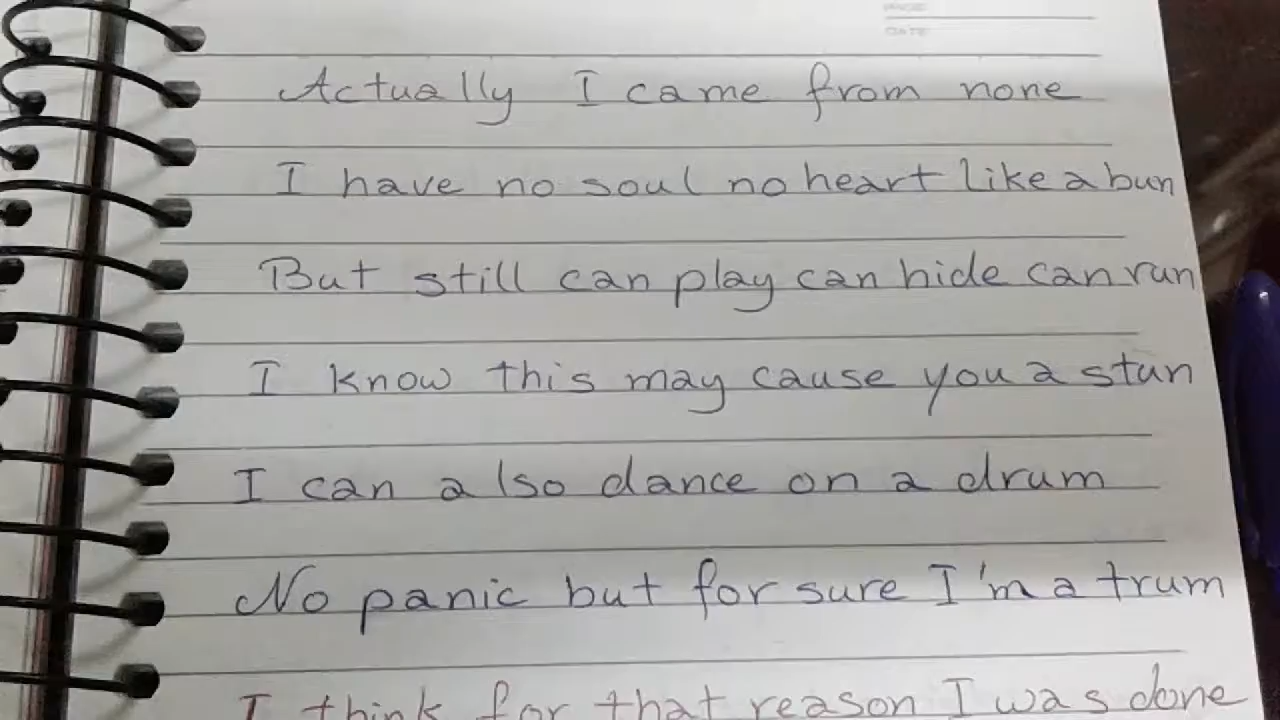 PAGE:
DATE:
Actually I came from none
I have no soul no heart like a bun
But still can play can hide can run
I know this may cause you a stun
I can also dance on a drum
No panic but for sure I'm a trum
I think for that reason I was done